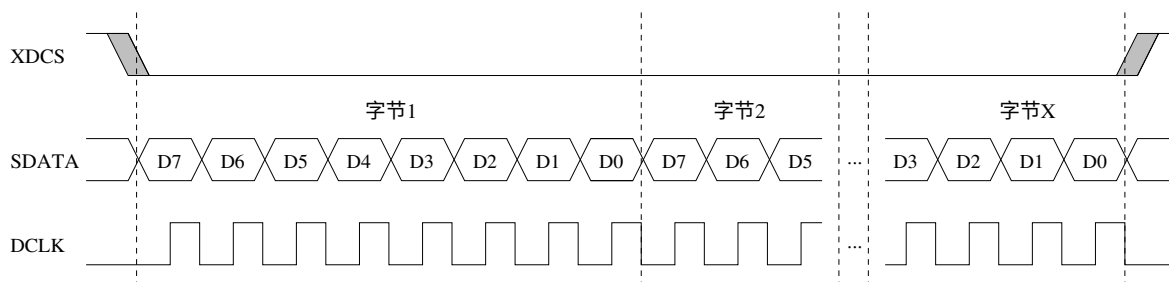 XDCS
字节1 字节2 字节X
SDATA D7 D6 D5 D4 D3 D2 D1 D0 D7 D6 D5 ... D3 D2 D1 D0
DCLK ...